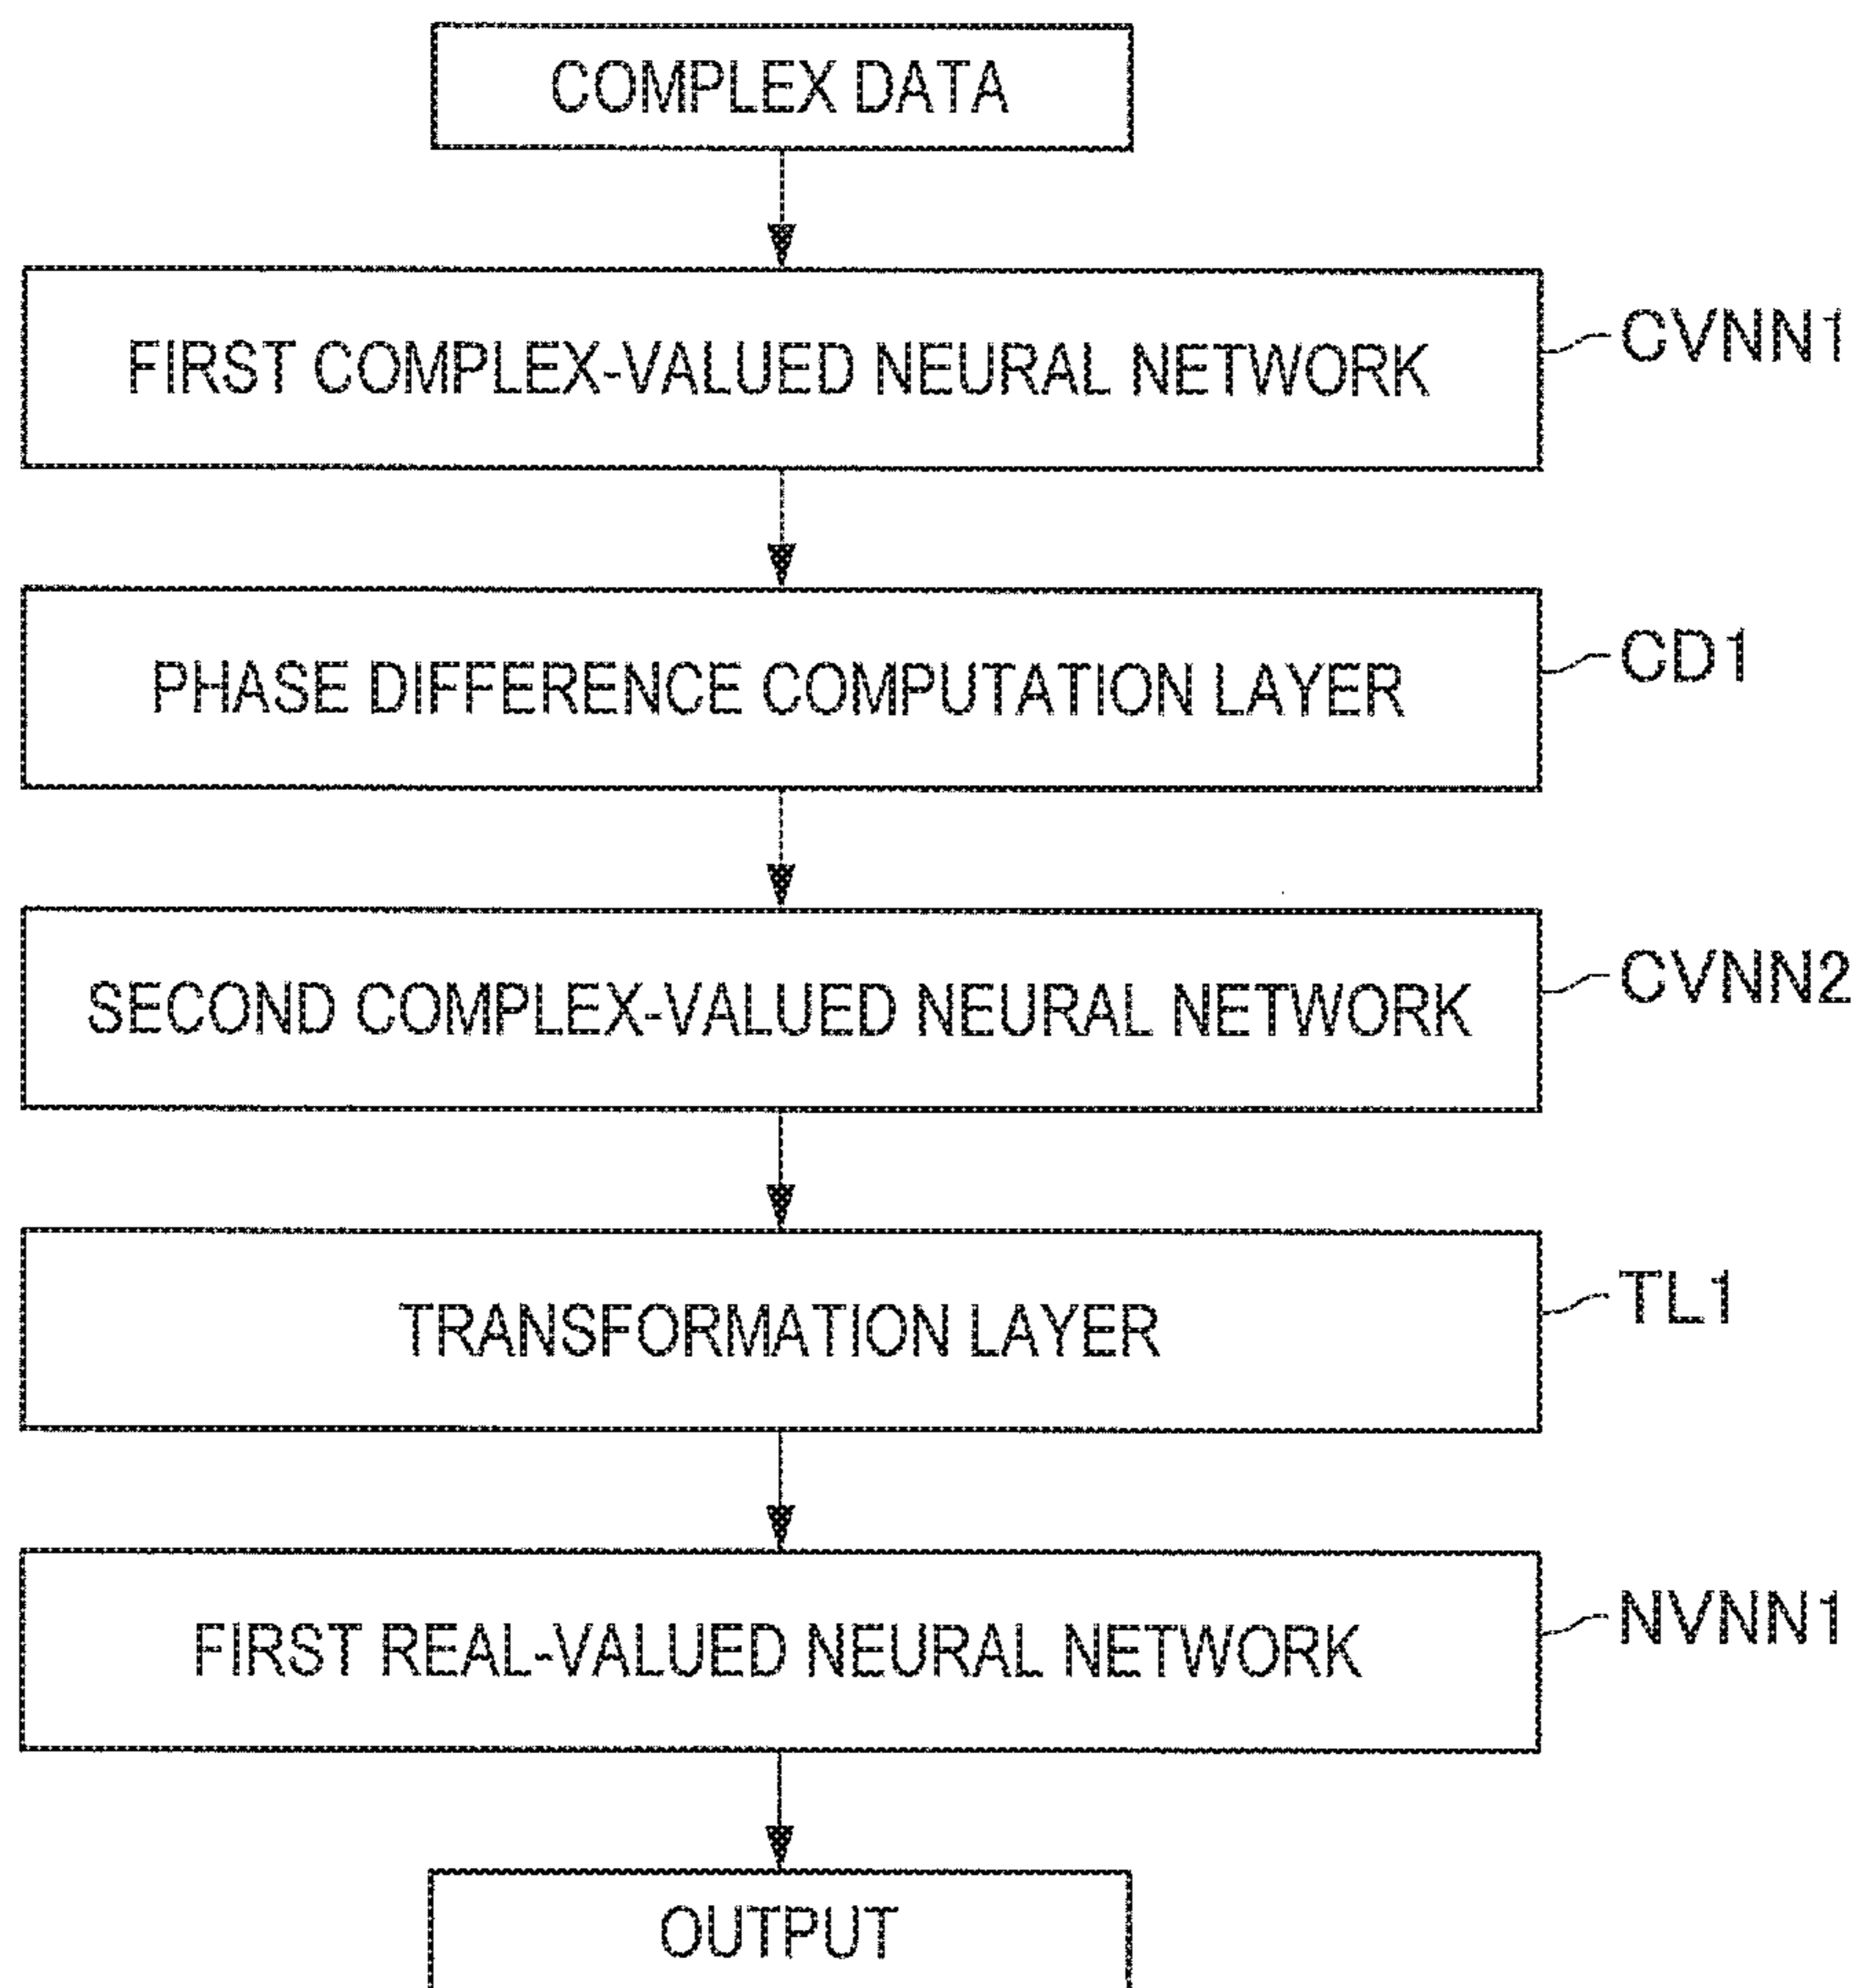 COMPLEX DATA
FIRST COMPLEX-VALUED NEURAL NETWORK
CVNN1
PHASE DIFFERENCE COMPUTATION LAYER
CD1
SECOND COMPLEX-VALUED NEURAL NETWORK
CVNN2
TRANSFORMATION LAYER
TL1
FIRST REAL-VALUED NEURAL NETWORK
NVNN1
OUTPUT